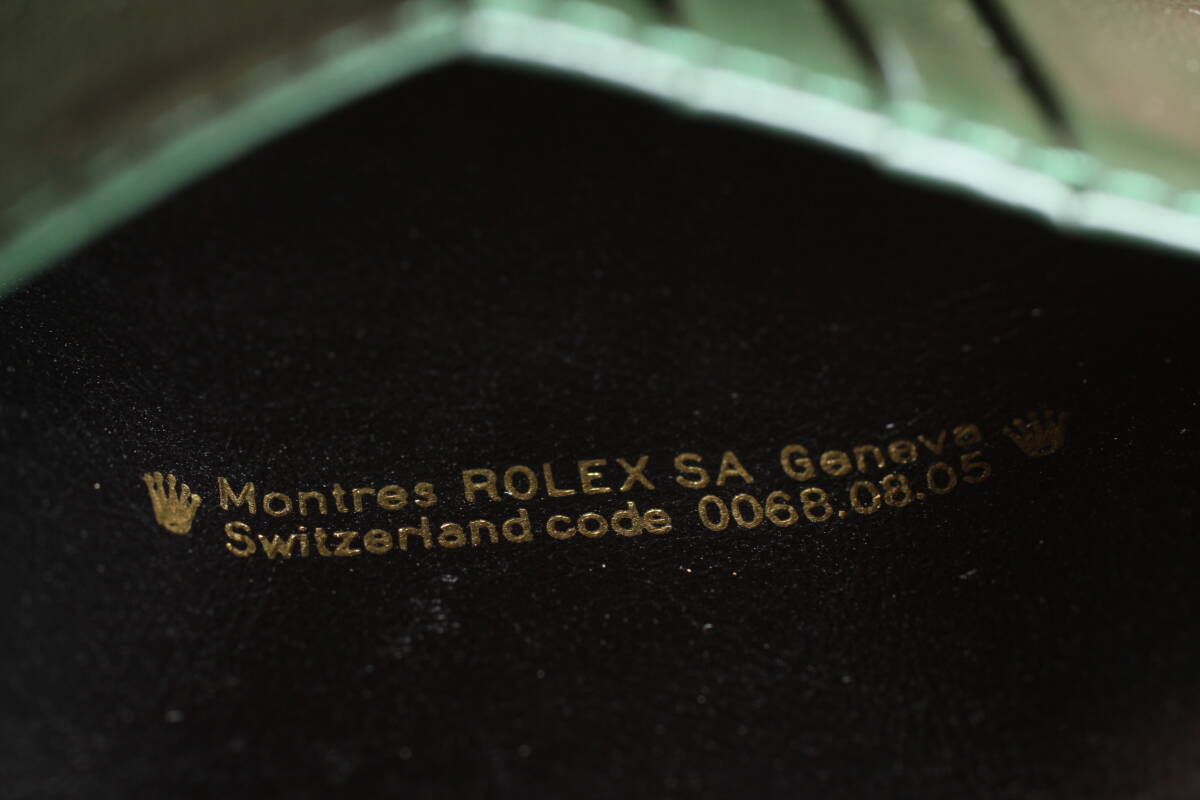 Montres ROLEX SA Geneva
Switzerland code 0068.08.05